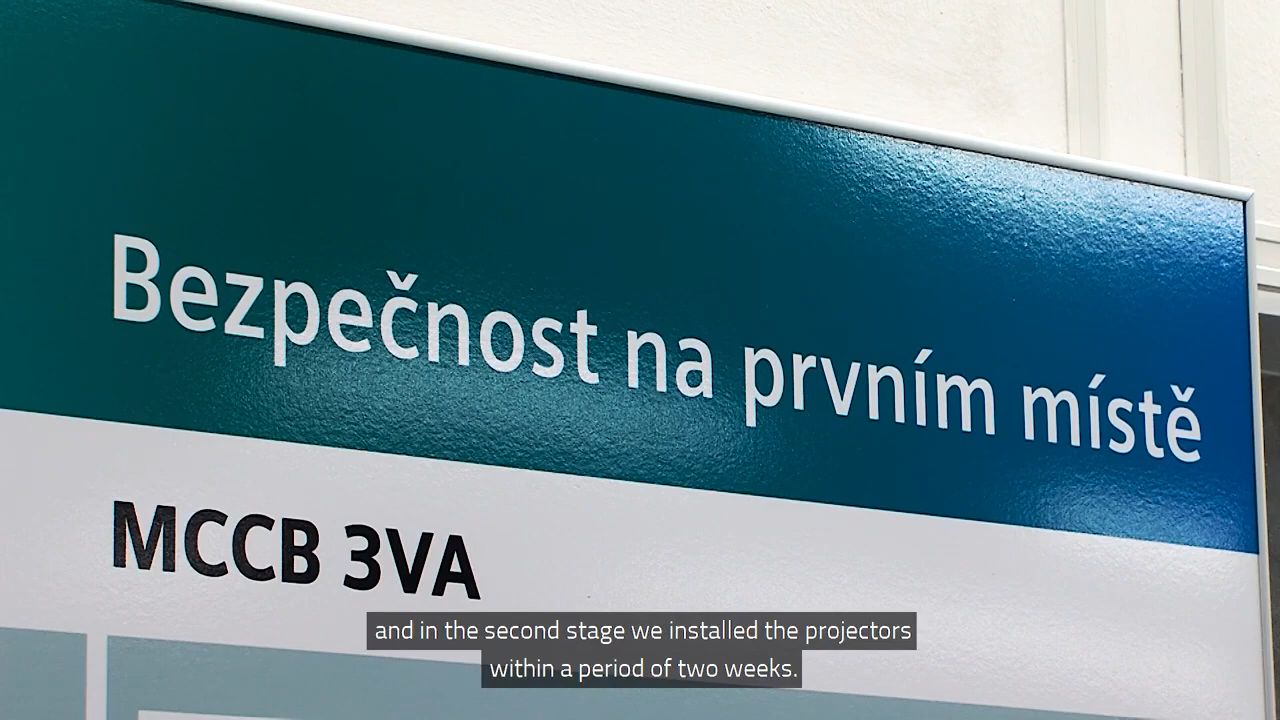 Bezpečnost na prvním místě
MCCB 3VA
and in the second stage we installed the projectors
within a period of two weeks.